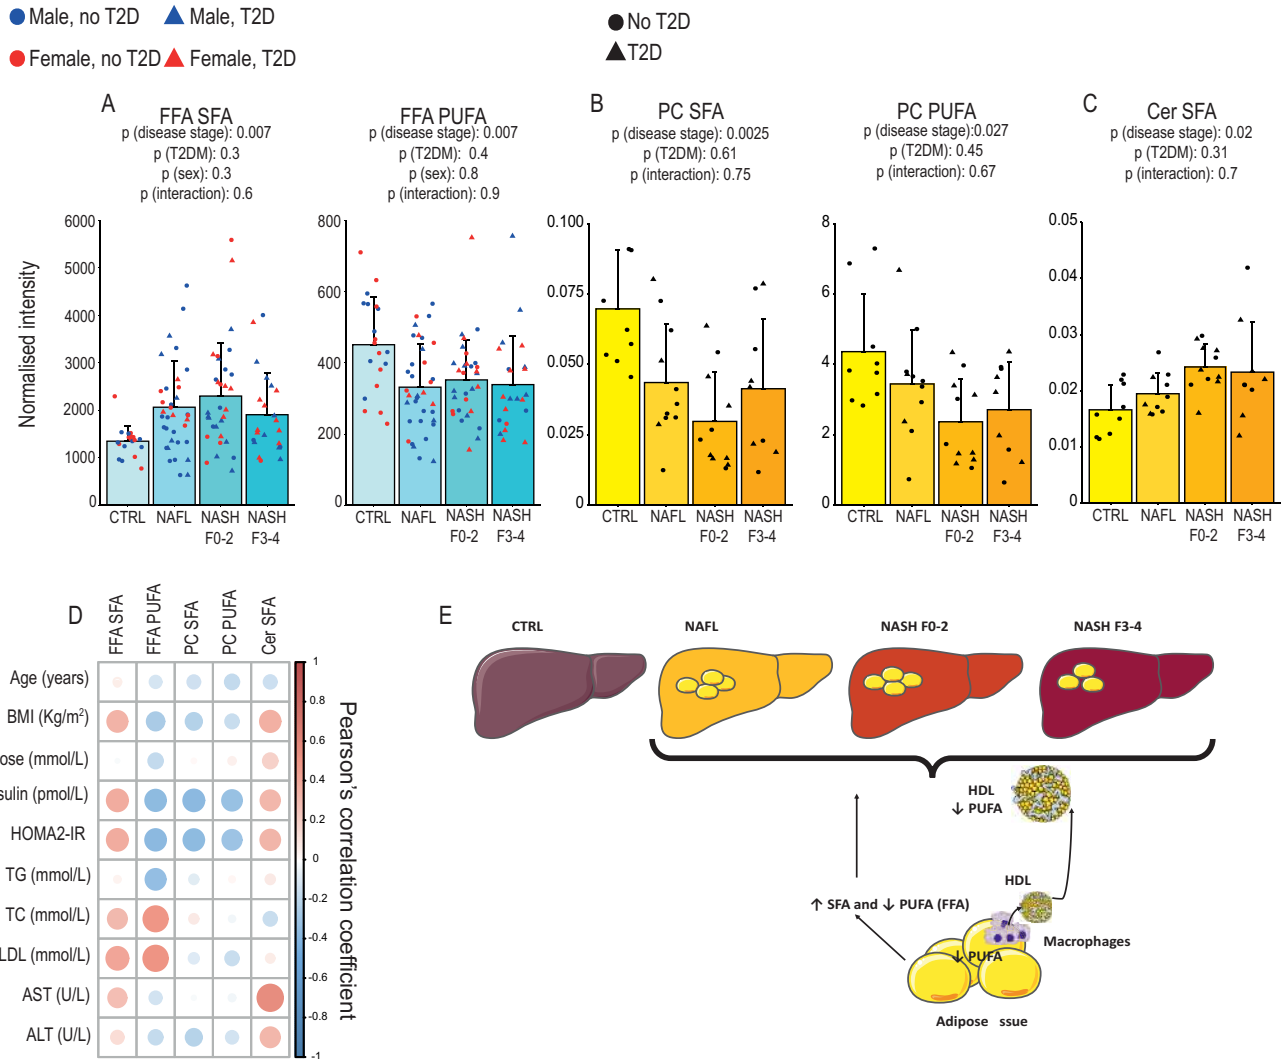 Male, no T2D
Male, T2D
Female, no T2D
Female, T2D
No T2D
T2D
A
FFA SFA
p (disease stage): 0.007
p (T2DM): 0.3
p (sex): 0.3
p (interaction): 0.6
FFA PUFA
p (disease stage): 0.007
p (T2DM): 0.4
p (sex): 0.8
p (interaction): 0.9
B
PC SFA
p (disease stage): 0.0025
p (T2DM): 0.61
p (interaction): 0.75
PC PUFA
p (disease stage):0.027
p (T2DM): 0.45
p (interaction): 0.67
C
Cer SFA
p (disease stage): 0.02
p (T2DM): 0.31
p (interaction): 0.7
Normalised intensity
6000
5000
4000
3000
2000
1000
0
CTRL
NAFL
NASH
F0-2
NASH
F3-4
800
600
400
200
0
CTRL
NAFL
NASH
F0-2
NASH
F3-4
0.100
0.075
0.050
0.025
0
CTRL
NAFL
NASH
F0-2
NASH
F3-4
8
6
4
2
0
CTRL
NAFL
NASH
F0-2
NASH
F3-4
0.05
0.04
0.03
0.02
0.01
0
CTRL
NAFL
NASH
F0-2
NASH
F3-4
D
FFA SFA
FFA PUFA
PC SFA
PC PUFA
Cer SFA
Age (years)
BMI (Kg/m²)
ose (mmol/L)
sulin (pmol/L)
HOMA2-IR
TG (mmol/L)
TC (mmol/L)
LDL (mmol/L)
AST (U/L)
ALT (U/L)
1
0.8
0.6
0.4
0.2
0
-0.2
-0.4
-0.6
-0.8
-1
Pearson's correlation coefficient
E
CTRL
NAFL
NASH F0-2
NASH F3-4
HDL
↓ PUFA
HDL
↑ SFA and ↓ PUFA (FFA)
Macrophages
↓ PUFA
Adipose ssue